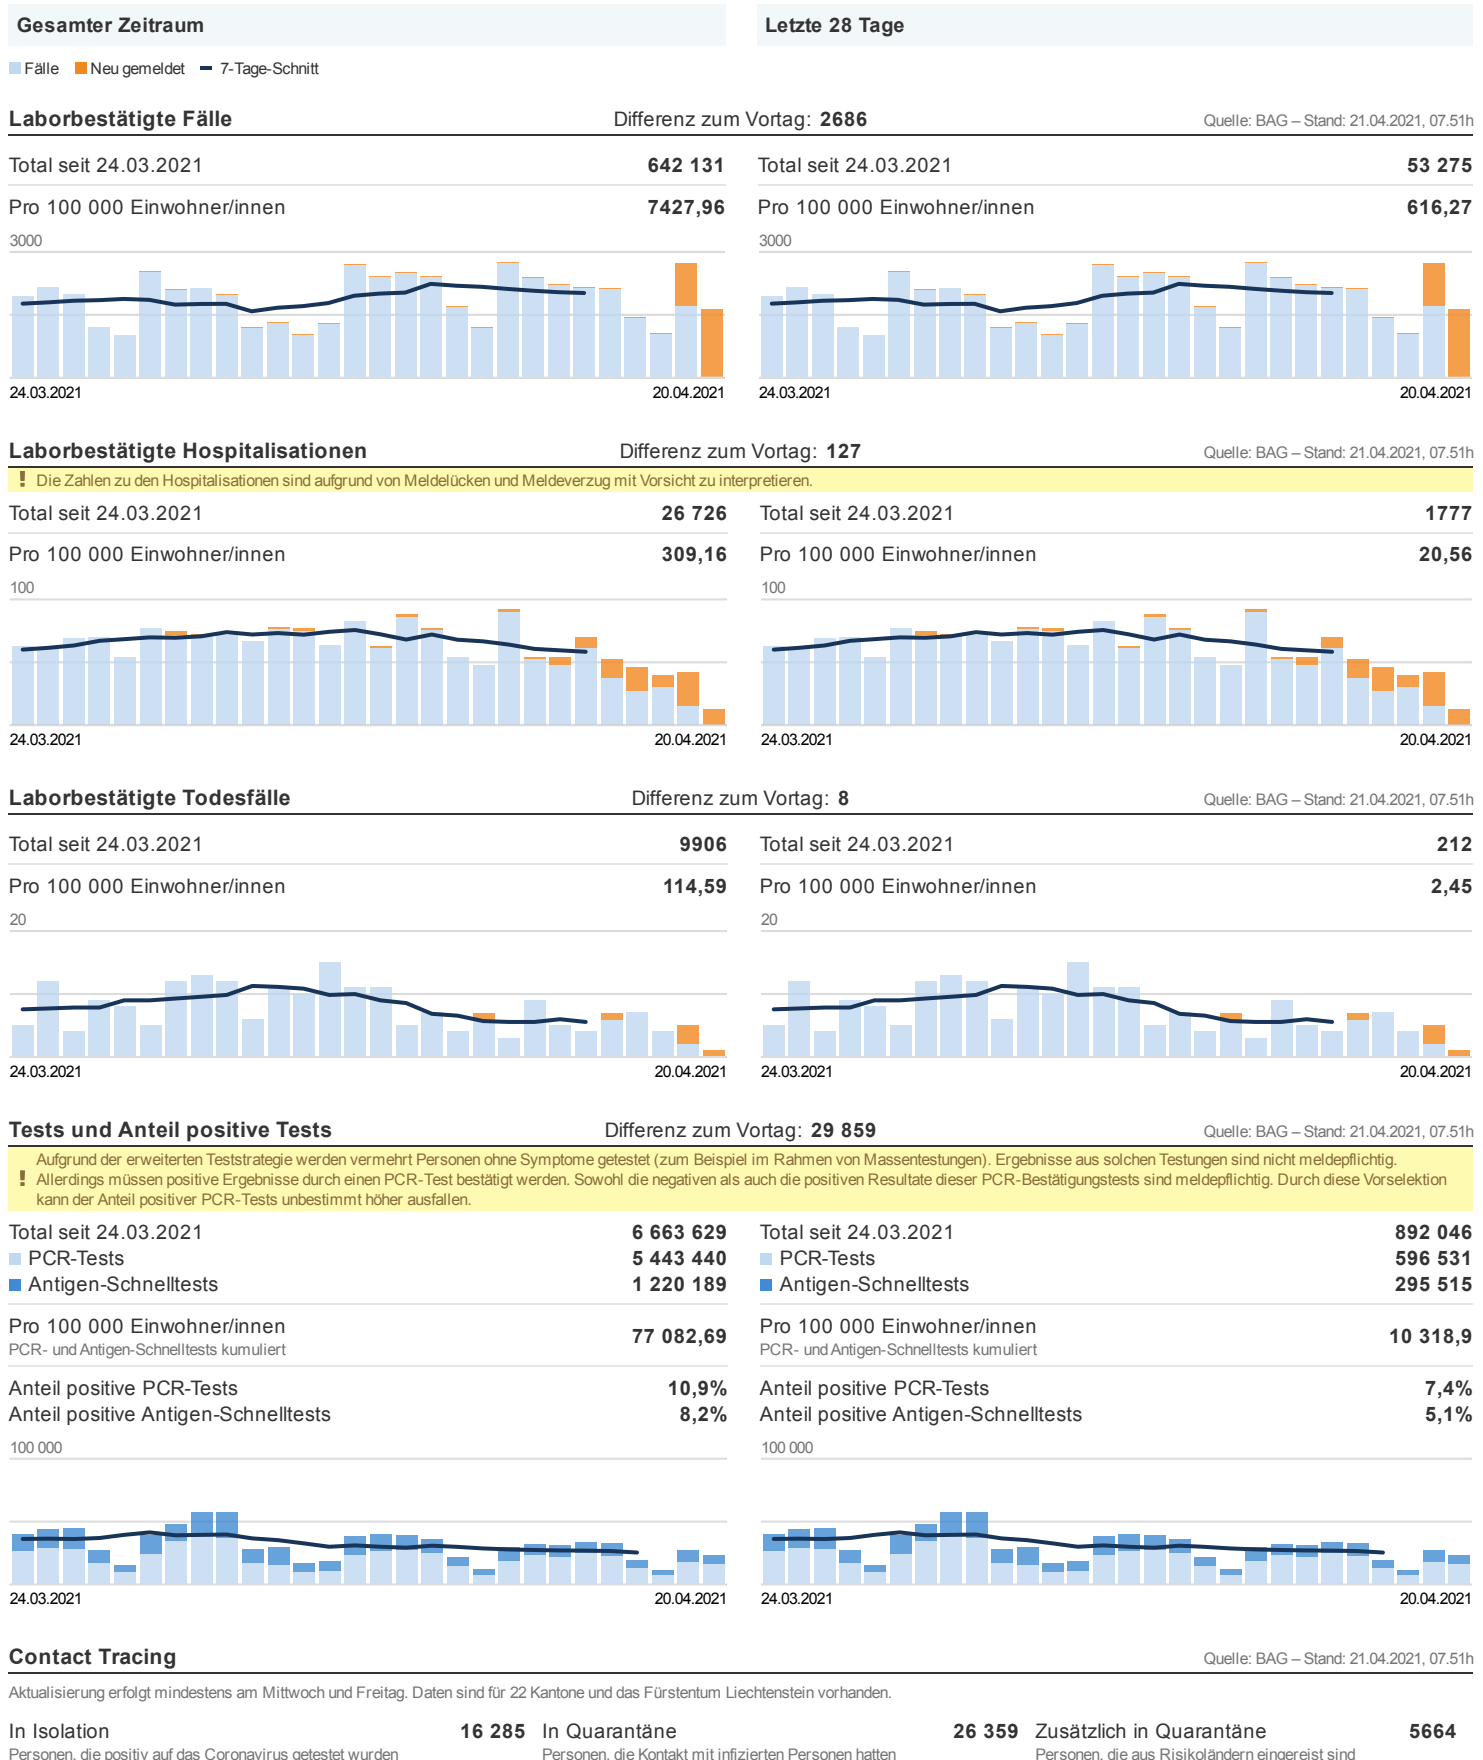 Gesamter Zeitraum
Letzte 28 Tage
Fälle Neu gemeldet 7-Tage-Schnitt
Laborbestätigte Fälle Differenz zum Vortag: 2686 Quelle: BAG – Stand: 21.04.2021, 07.51h
Total seit 24.03.2021 642 131 Total seit 24.03.2021 53 275
Pro 100 000 Einwohner/innen 7427,96 Pro 100 000 Einwohner/innen 616,27
3000 3000
24.03.2021 20.04.2021 24.03.2021 20.04.2021
Laborbestätigte Hospitalisationen Differenz zum Vortag: 127 Quelle: BAG – Stand: 21.04.2021, 07.51h
! Die Zahlen zu den Hospitalisationen sind aufgrund von Meldelücken und Meldeverzug mit Vorsicht zu interpretieren.
Total seit 24.03.2021 26 726 Total seit 24.03.2021 1777
Pro 100 000 Einwohner/innen 309,16 Pro 100 000 Einwohner/innen 20,56
100 100
24.03.2021 20.04.2021 24.03.2021 20.04.2021
Laborbestätigte Todesfälle Differenz zum Vortag: 8 Quelle: BAG – Stand: 21.04.2021, 07.51h
Total seit 24.03.2021 9906 Total seit 24.03.2021 212
Pro 100 000 Einwohner/innen 114,59 Pro 100 000 Einwohner/innen 2,45
20 20
24.03.2021 20.04.2021 24.03.2021 20.04.2021
Tests und Anteil positive Tests Differenz zum Vortag: 29 859 Quelle: BAG – Stand: 21.04.2021, 07.51h
Aufgrund der erweiterten Teststrategie werden vermehrt Personen ohne Symptome getestet (zum Beispiel im Rahmen von Massentestungen). Ergebnisse aus solchen Testungen sind nicht meldepflichtig.
! Allerdings müssen positive Ergebnisse durch einen PCR-Test bestätigt werden. Sowohl die negativen als auch die positiven Resultate dieser PCR-Bestätigungstests sind meldepflichtig. Durch diese Vorselektion
kann der Anteil positiver PCR-Tests unbestimmt höher ausfallen.
Total seit 24.03.2021 6 663 629 Total seit 24.03.2021 892 046
PCR-Tests 5 443 440 PCR-Tests 596 531
Antigen-Schnelltests 1 220 189 Antigen-Schnelltests 295 515
Pro 100 000 Einwohner/innen 77 082,69 Pro 100 000 Einwohner/innen 10 318,9
PCR- und Antigen-Schnelltests kumuliert PCR- und Antigen-Schnelltests kumuliert
Anteil positive PCR-Tests 10,9% Anteil positive PCR-Tests 7,4%
Anteil positive Antigen-Schnelltests 8,2% Anteil positive Antigen-Schnelltests 5,1%
100 000 100 000
24.03.2021 20.04.2021 24.03.2021 20.04.2021
Contact Tracing Quelle: BAG – Stand: 21.04.2021, 07.51h
Aktualisierung erfolgt mindestens am Mittwoch und Freitag. Daten sind für 22 Kantone und das Fürstentum Liechtenstein vorhanden.
In Isolation 16 285 In Quarantäne 26 359 Zusätzlich in Quarantäne 5664
Personen, die positiv auf das Coronavirus getestet wurden Personen, die Kontakt mit infizierten Personen hatten Personen, die aus Risikoländern eingereist sind